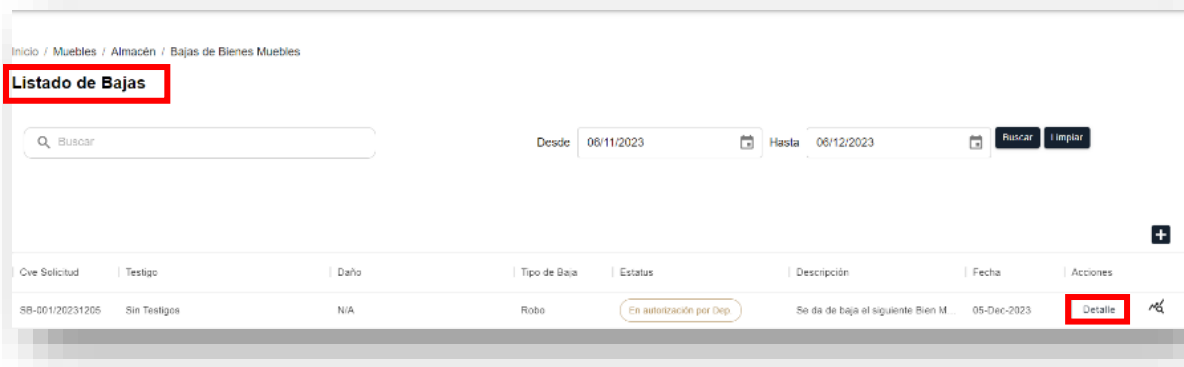 Inicio / Muebles / Almacén / Bajas de Bienes Muebles
Listado de Bajas
Buscar Desde 06/11/2023 Hasta 06/12/2023 Buscar Limpiar
Cve Solicitud Testigo Daño Tipo de Baja Estatus Descripción Fecha Acciones
SB-001/20231205 Sin Testigos N/A Robo En autorización por Dep Se da de baja el siguiente Bien M... 05-Dec-2023 Detalle